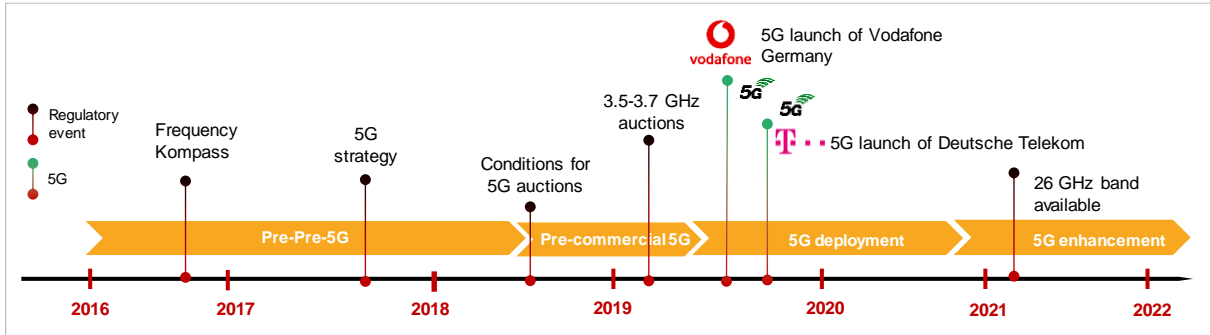 vodafone
5G launch of Vodafone
Germany
5G
5G
Regulatory
event
5G
Frequency
Kompass
5G
strategy
Conditions for
5G auctions
3.5-3.7 GHz
auctions
T
5G launch of Deutsche Telekom
26 GHz band
available
Pre-Pre-5G
Pre-commercial 5G
5G deployment
5G enhancement
2016
2017
2018
2019
2020
2021
2022